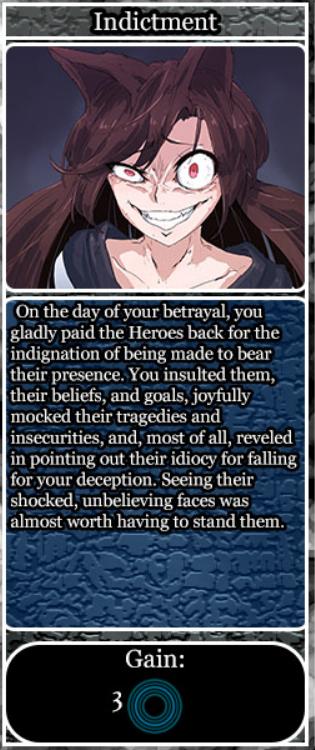 Indictment
On the day of your betrayal, you
gladly paid the Heroes back for the
indignation of being made to bear
their presence. You insulted them,
their beliefs, and goals, joyfully
mocked their tragedies and
insecurities, and, most of all, reveled
in pointing out their idiocy for falling
for your deception. Seeing their
shocked, unbelieving faces was
almost worth having to stand them.
Gain:
3